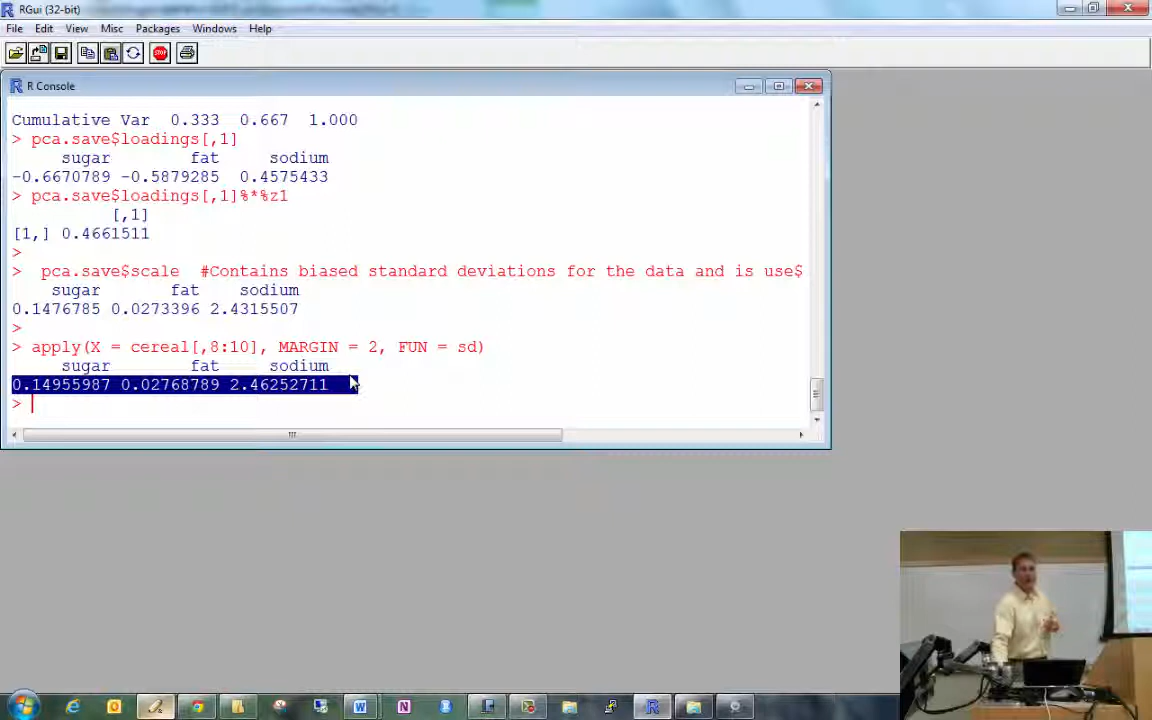 RGui (32-bit)
File Edit View Misc Packages Windows Help
STOP
R Console
Cumulative Var  0.333  0.667  1.000
> pca.save$loadings[,1]
sugar        fat     sodium
-0.6670789 -0.5879285  0.4575433
> pca.save$loadings[,1]%*%z1
[,1]
[1,] 0.4661511
>
>  pca.save$scale  #Contains biased standard deviations for the data and is use$
sugar       fat    sodium
0.1476785 0.0273396 2.4315507
>
> apply(X = cereal[,8:10], MARGIN = 2, FUN = sd)
sugar        fat     sodium
0.14955987 0.02768789 2.46252711
>